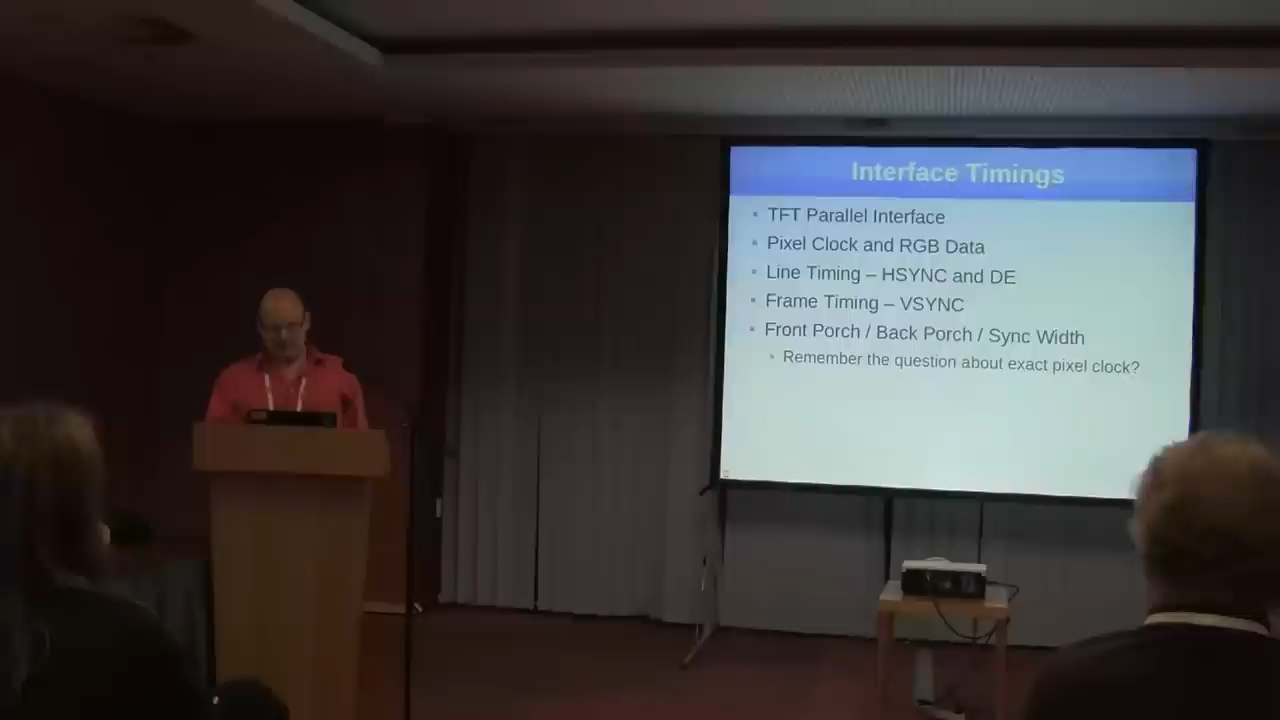 Interface Timings
TFT Parallel Interface
Pixel Clock and RGB Data
Line Timing – HSYNC and DE
Frame Timing – VSYNC
Front Porch / Back Porch / Sync Width
Remember the question about exact pixel clock?